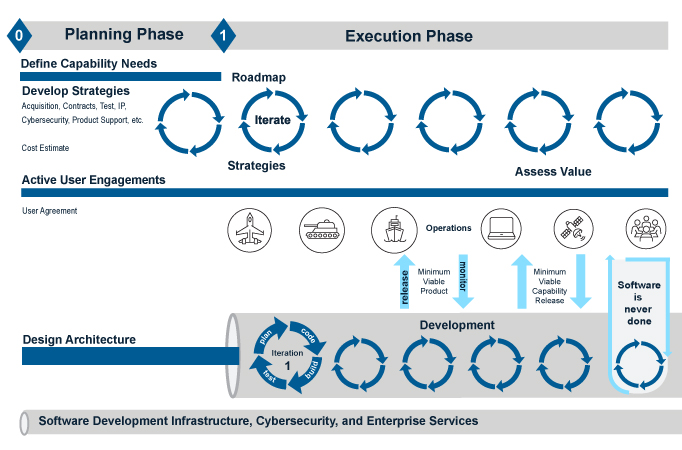 0
Planning Phase
1
Execution Phase
Define Capability Needs
Roadmap
Develop Strategies
Acquisition, Contracts, Test, IP,
Cybersecurity, Product Support, etc.
Cost Estimate
Iterate
Strategies
Assess Value
Active User Engagements
User Agreement
Operations
release
Minimum
Viable
Product
monitor
Minimum
Viable
Capability
Release
Software
is
never
done
Design Architecture
Development
plan
code
build
test
Iteration
1
Software Development Infrastructure, Cybersecurity, and Enterprise Services